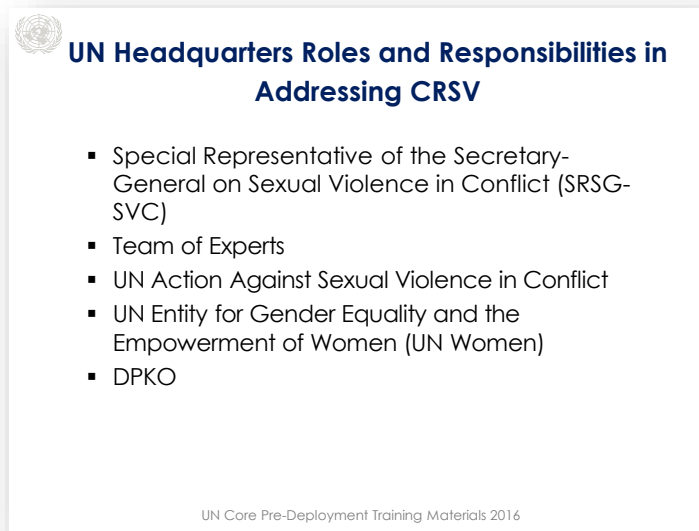 UN Headquarters Roles and Responsibilities in
Addressing CRSV
▪ Special Representative of the Secretary-
General on Sexual Violence in Conflict (SRSG-
SVC)
▪ Team of Experts
▪ UN Action Against Sexual Violence in Conflict
▪ UN Entity for Gender Equality and the
Empowerment of Women (UN Women)
▪ DPKO
UN Core Pre-Deployment Training Materials 2016